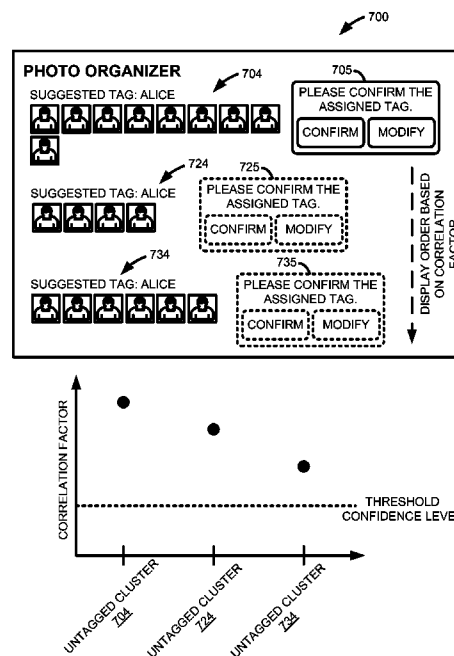 700
PHOTO ORGANIZER
704
SUGGESTED TAG: ALICE
705
PLEASE CONFIRM THE
ASSIGNED TAG.
CONFIRM
MODIFY
724
SUGGESTED TAG: ALICE
725
PLEASE CONFIRM THE
ASSIGNED TAG.
CONFIRM
MODIFY
734
SUGGESTED TAG: ALICE
735
PLEASE CONFIRM THE
ASSIGNED TAG.
CONFIRM
MODIFY
DISPLAY ORDER BASED
ON CORRELATION
FACTOR
CORRELATION FACTOR
THRESHOLD
CONFIDENCE LEVEL
UNTAGGED CLUSTER
704
UNTAGGED CLUSTER
724
UNTAGGED CLUSTER
734